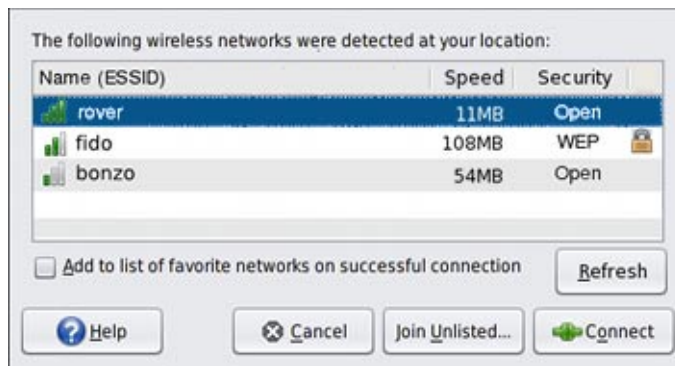 The following wireless networks were detected at your location:
Name (ESSID) Speed Security
rover 11MB Open
fido 108MB WEP
bonzo 54MB Open
Add to list of favorite networks on successful connection
Refresh
Help Cancel Join Unlisted... Connect